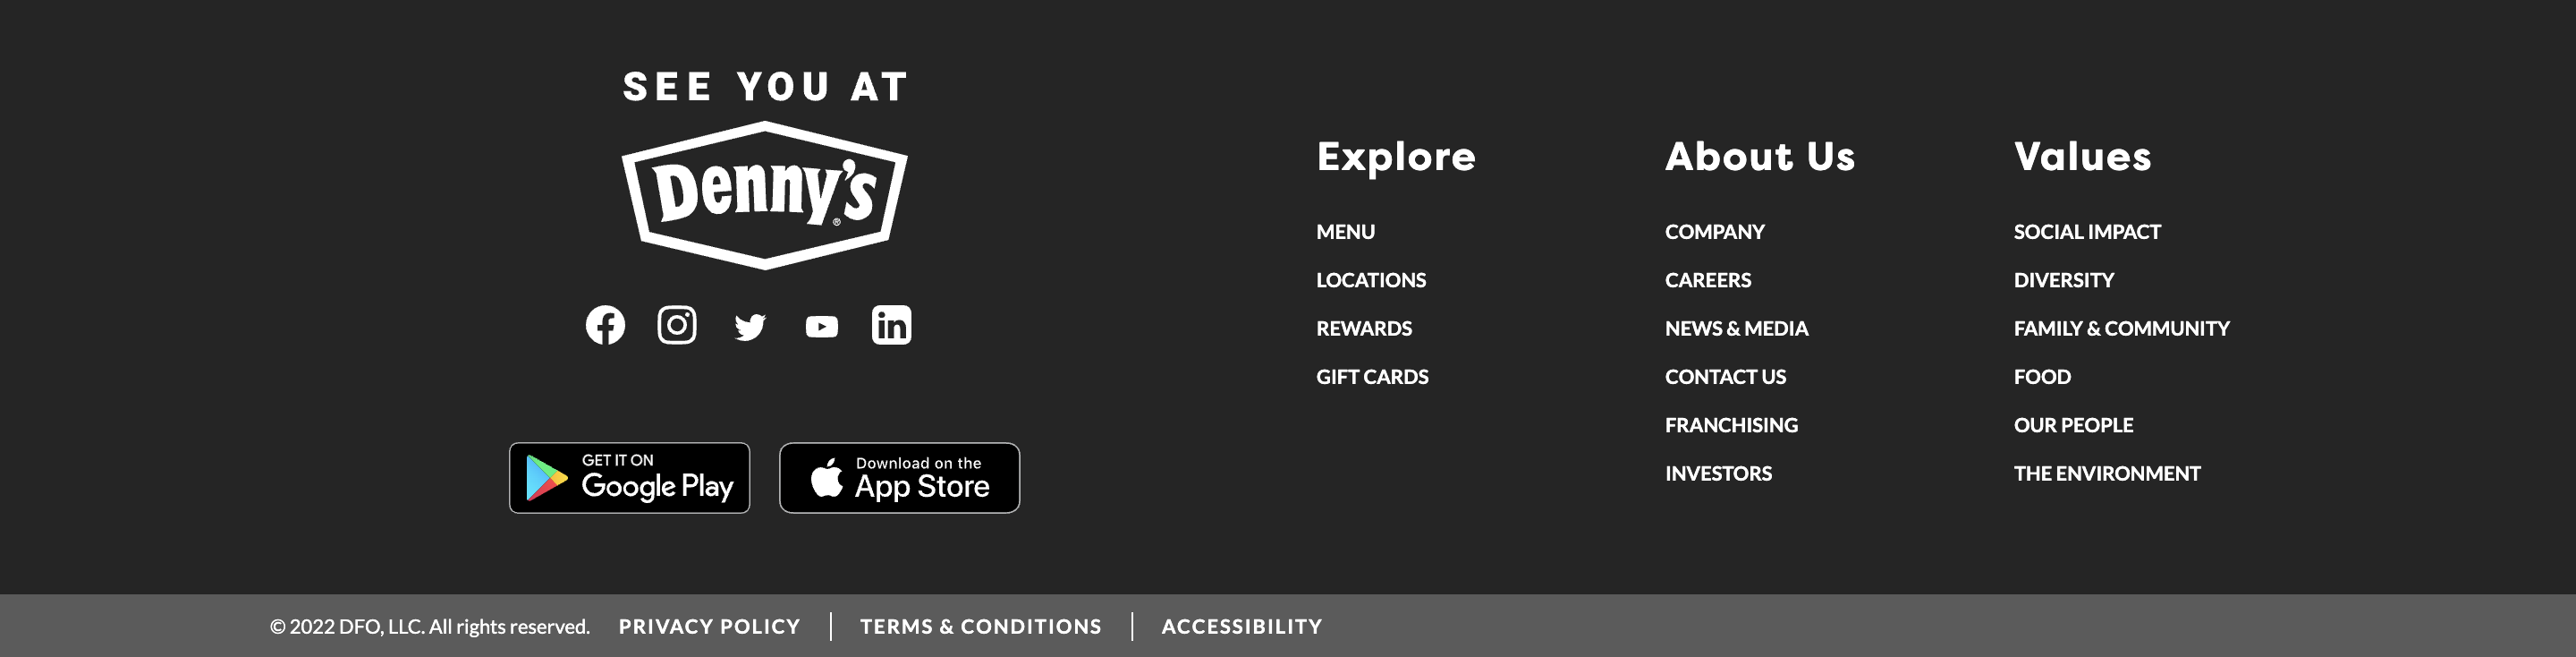 SEE YOU AT
Denny's
®
GET IT ON
Google Play
Download on the
App Store
Explore
MENU
LOCATIONS
REWARDS
GIFT CARDS
About Us
COMPANY
CAREERS
NEWS & MEDIA
CONTACT US
FRANCHISING
INVESTORS
Values
SOCIAL IMPACT
DIVERSITY
FAMILY & COMMUNITY
FOOD
OUR PEOPLE
THE ENVIRONMENT
© 2022 DFO, LLC. All rights reserved. PRIVACY POLICY | TERMS & CONDITIONS | ACCESSIBILITY